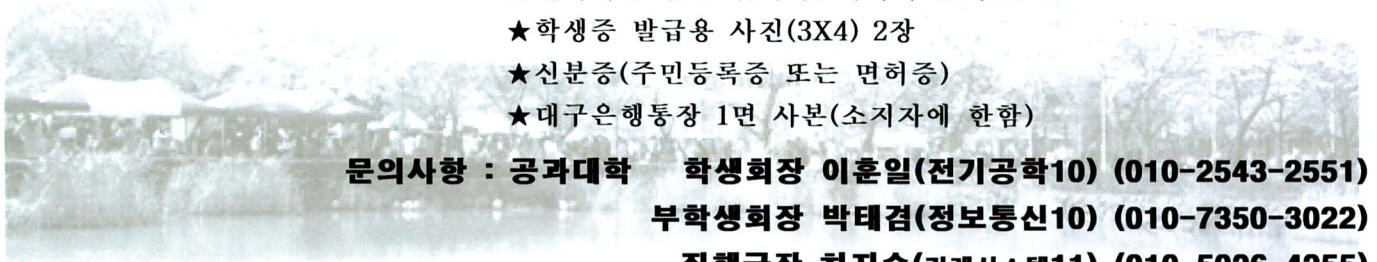 ★학생증 발급용 사진(3X4) 2장
★신분증(주민등록증 또는 면허증)
★대구은행통장 1면 사본(소지자에 한함)
문의사항 : 공과대학 학생회장 이훈일(전기공학10) (010-2543-2551)
부학생회장 박태겸(정보통신10) (010-7350-3022)